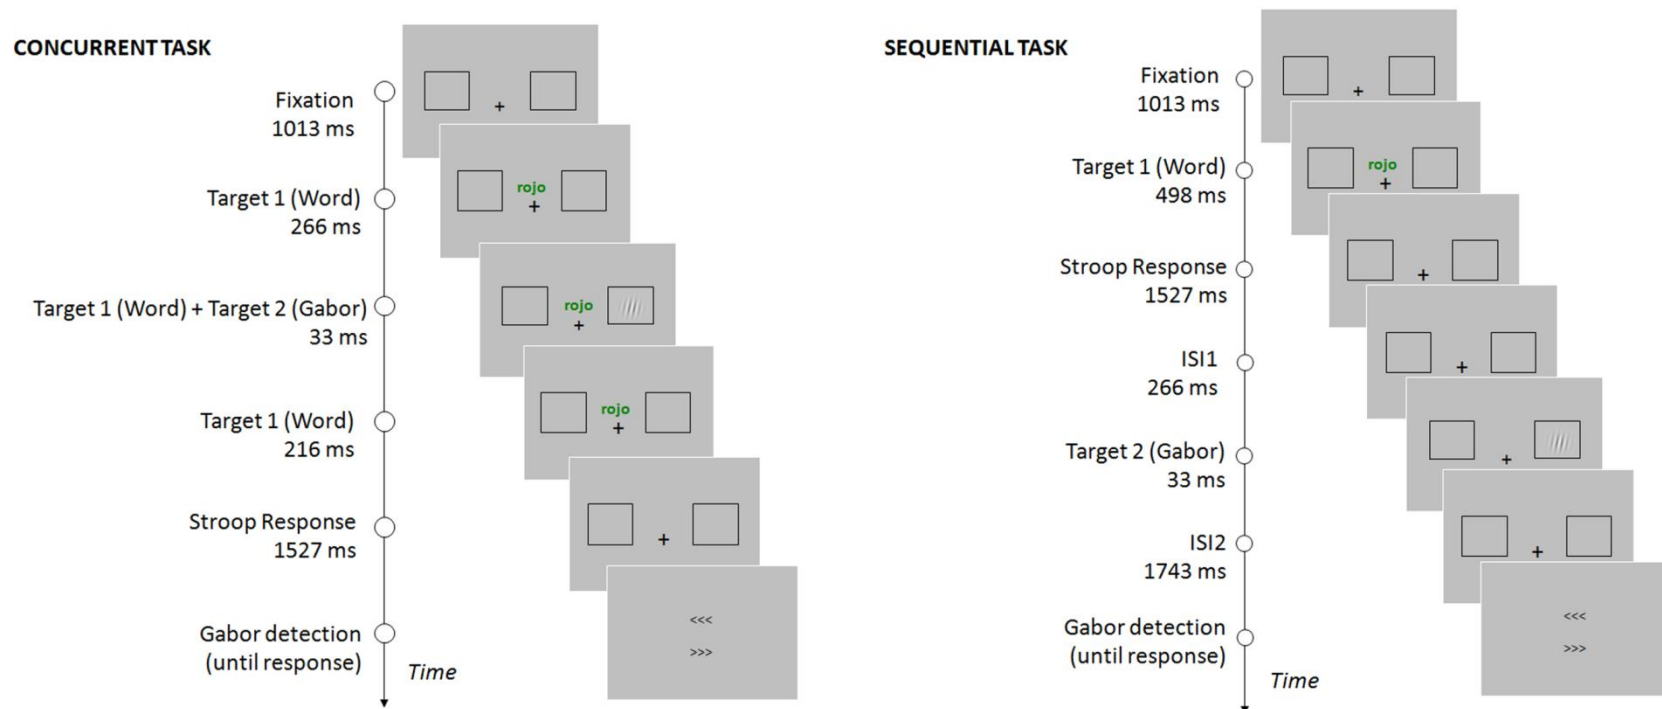 CONCURRENT TASK
Fixation
1013 ms
+
Target 1 (Word)
266 ms
rojo
+
Target 1 (Word) + Target 2 (Gabor)
33 ms
rojo
+
Target 1 (Word)
216 ms
rojo
+
Stroop Response
1527 ms
+
Gabor detection
(until response)
<<<
>>>
Time
SEQUENTIAL TASK
Fixation
1013 ms
+
Target 1 (Word)
498 ms
rojo
+
Stroop Response
1527 ms
+
ISI1
266 ms
+
Target 2 (Gabor)
33 ms
+
ISI2
1743 ms
+
Gabor detection
(until response)
<<<
>>>
Time